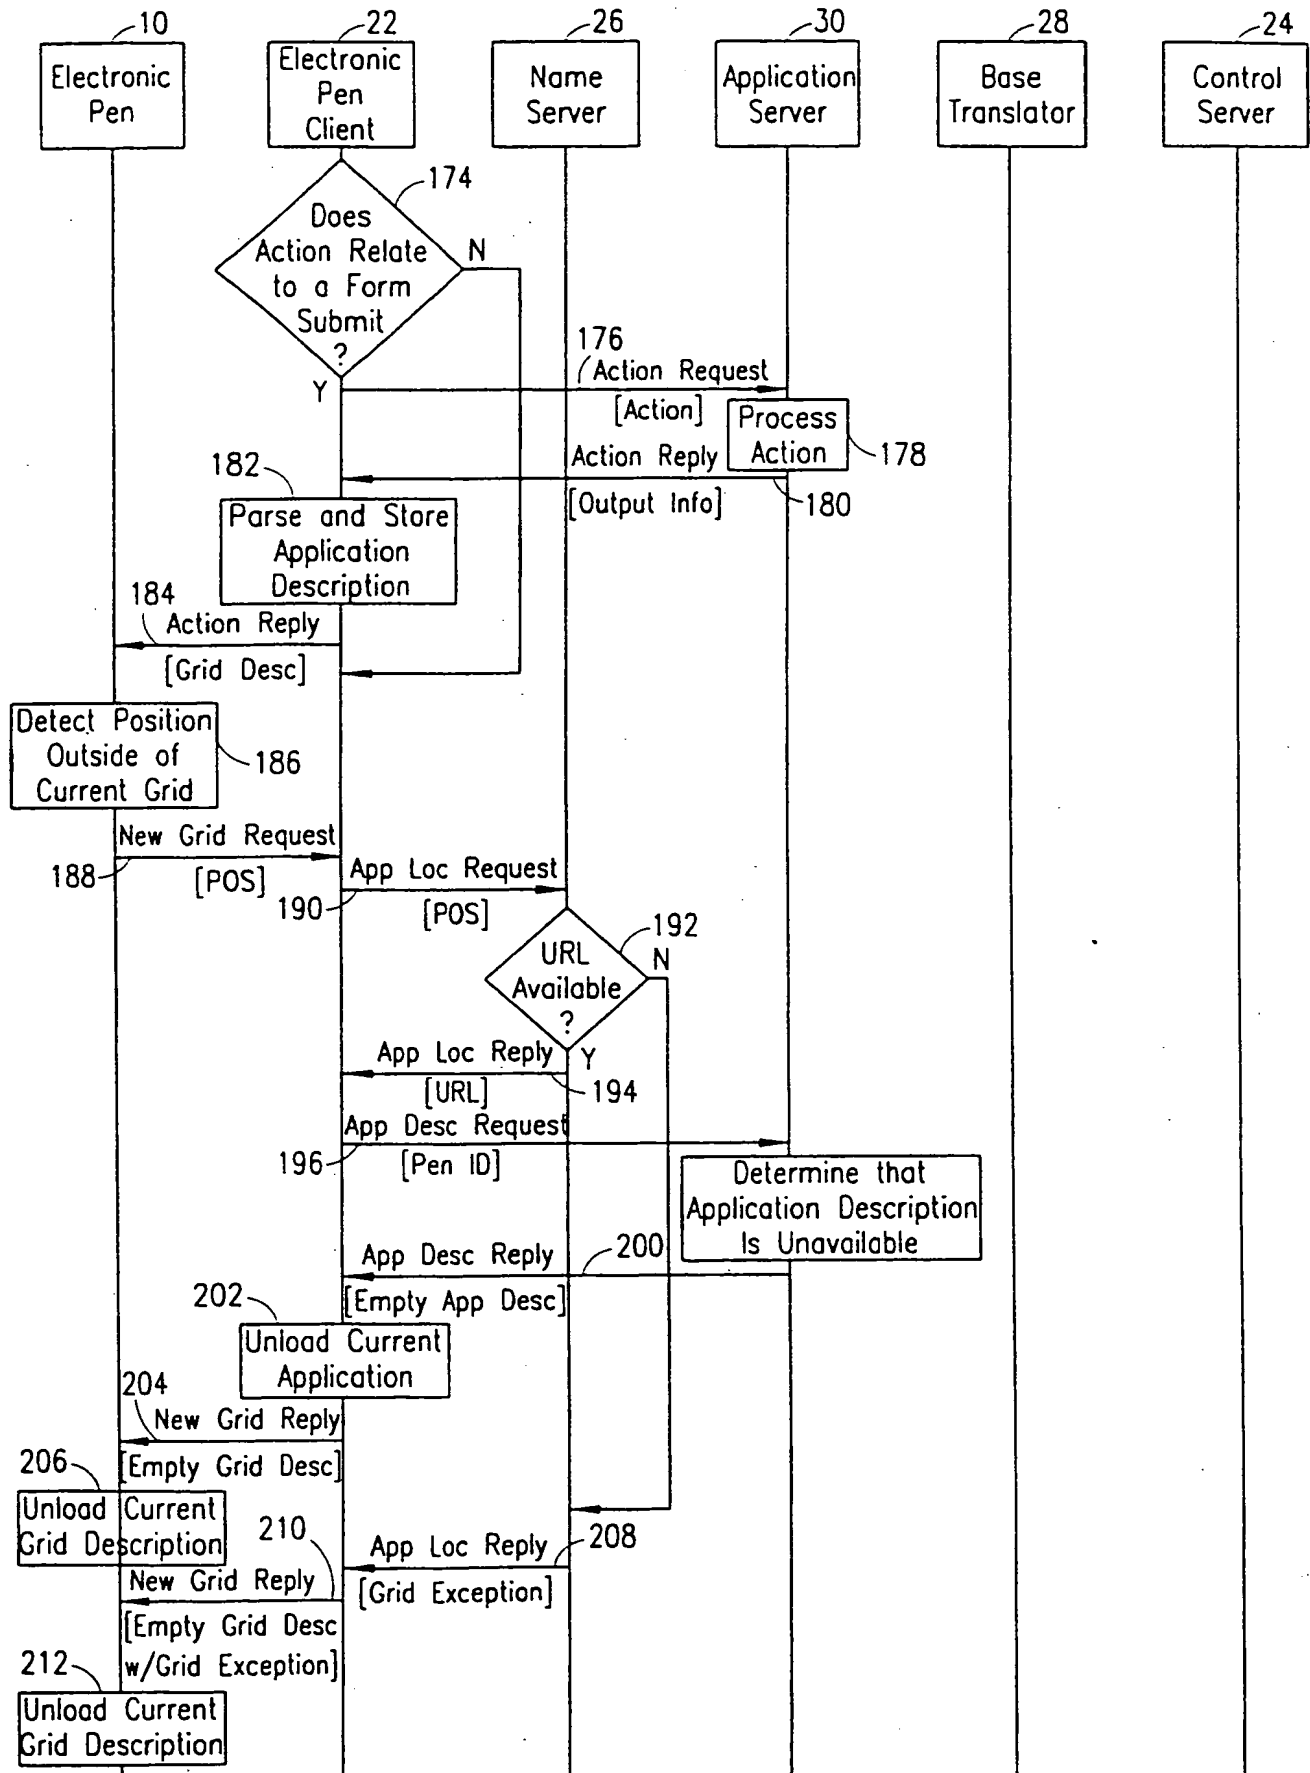 10
22
26
30
28
24
Electronic
Pen
Electronic
Pen
Client
Name
Server
Application
Server
Base
Translator
Control
Server
174
Does
Action Relate
to a Form
Submit
?
N
Y
176
Action Request
[Action]
Process
Action
178
Action Reply
[Output Info]
180
182
Parse and Store
Application
Description
184
Action Reply
[Grid Desc]
Detect Position
Outside of
Current Grid
186
New Grid Request
188
[POS]
App Loc Request
190
[POS]
192
URL
Available
?
N
Y
App Loc Reply
[URL]
194
App Desc Request
196
[Pen ID]
Determine that
Application Description
Is Unavailable
App Desc Reply
200
[Empty App Desc]
202
Unload Current
Application
204
New Grid Reply
[Empty Grid Desc]
206
Unload Current
Grid Description
210
App Loc Reply
208
[Grid Exception]
New Grid Reply
[Empty Grid Desc
w/Grid Exception]
212
Unload Current
Grid Description